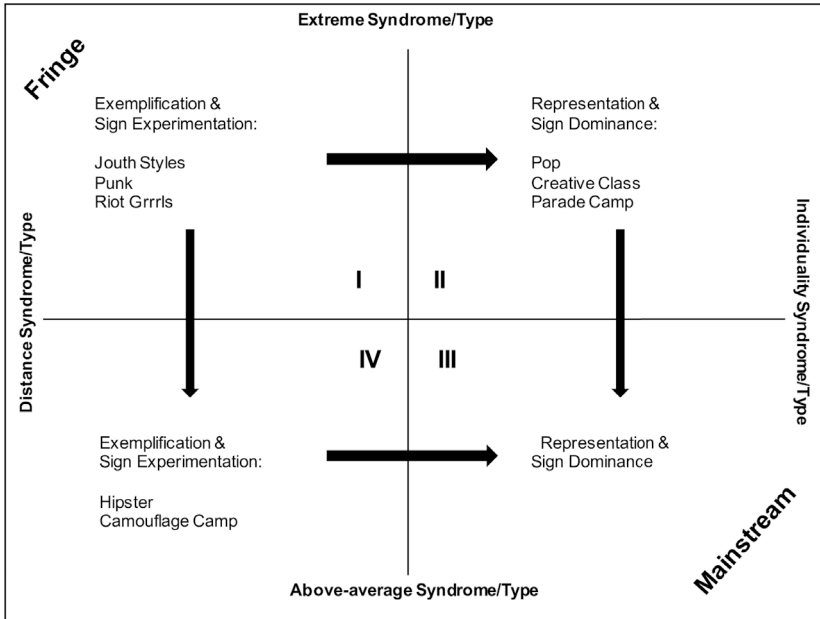 Extreme Syndrome/Type
Fringe
Exemplification &
Sign Experimentation:
Jouth Styles
Punk
Riot Grrrls
Representation &
Sign Dominance:
Pop
Creative Class
Parade Camp
Distance Syndrome/Type
Individuality Syndrome/Type
I
II
IV
III
Exemplification &
Sign Experimentation:
Hipster
Camouflage Camp
Representation &
Sign Dominance
Mainstream
Above-average Syndrome/Type